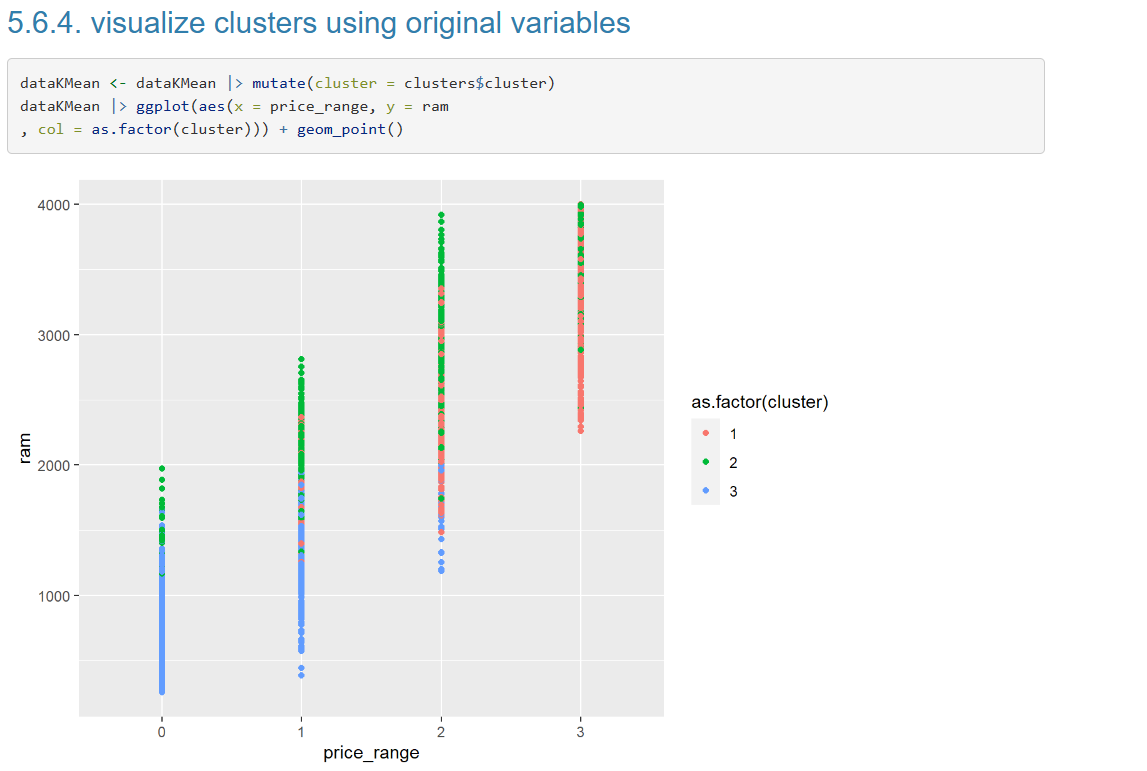 5.6.4. visualize clusters using original variables
dataKMean <- dataKMean |> mutate(cluster = clusters$cluster)
dataKMean |> ggplot(aes(x = price_range, y = ram
, col = as.factor(cluster))) + geom_point()
4000
3000
2000
1000
ram
0 1 2 3
price_range
as.factor(cluster)
1
2
3